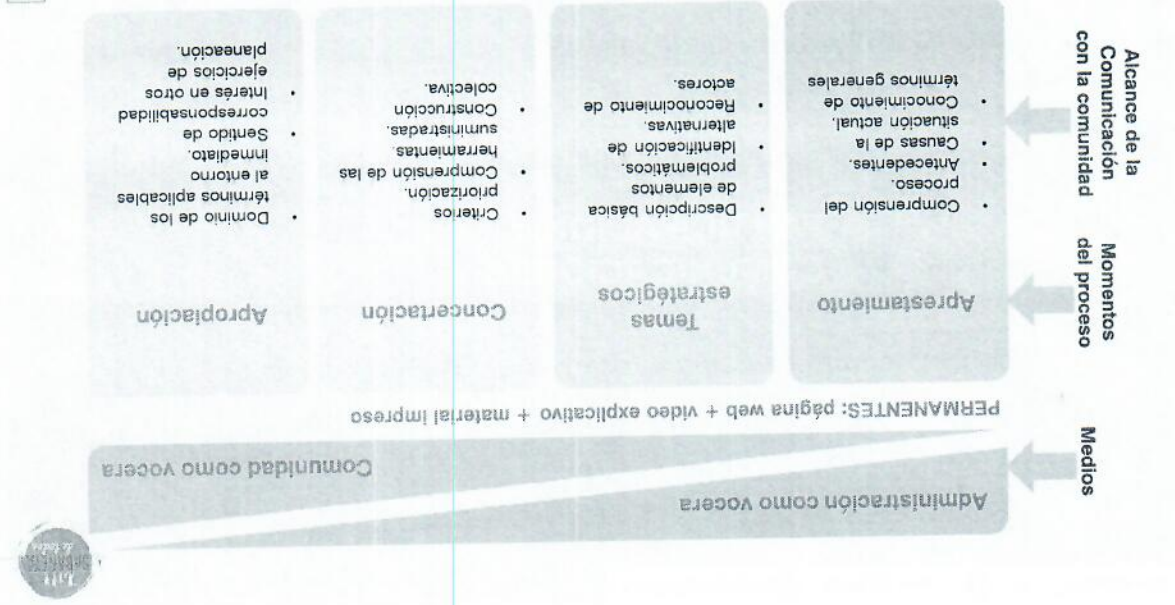 SABANETA
de todos
Medios
Administración como vocera
Comunidad como vocera
PERMANENTES: página web + video explicativo + material impreso
Momentos
del proceso
Aprestamiento
Temas
estratégicos
Concertación
Apropiación
Alcance de la
Comunicación
con la comunidad
• Comprensión del
proceso.
• Antecedentes.
• Causas de la
situación actual.
• Conocimiento de
términos generales
• Descripción básica
de elementos
problemáticos.
• Identificación de
alternativas.
• Reconocimiento de
actores.
• Criterios
priorización.
• Comprensión de las
herramientas
suministradas.
• Construcción
colectiva.
• Dominio de los
términos aplicables
al entorno
inmediato.
• Sentido de
corresponsabilidad
• Interés en otros
ejercicios de
planeación.